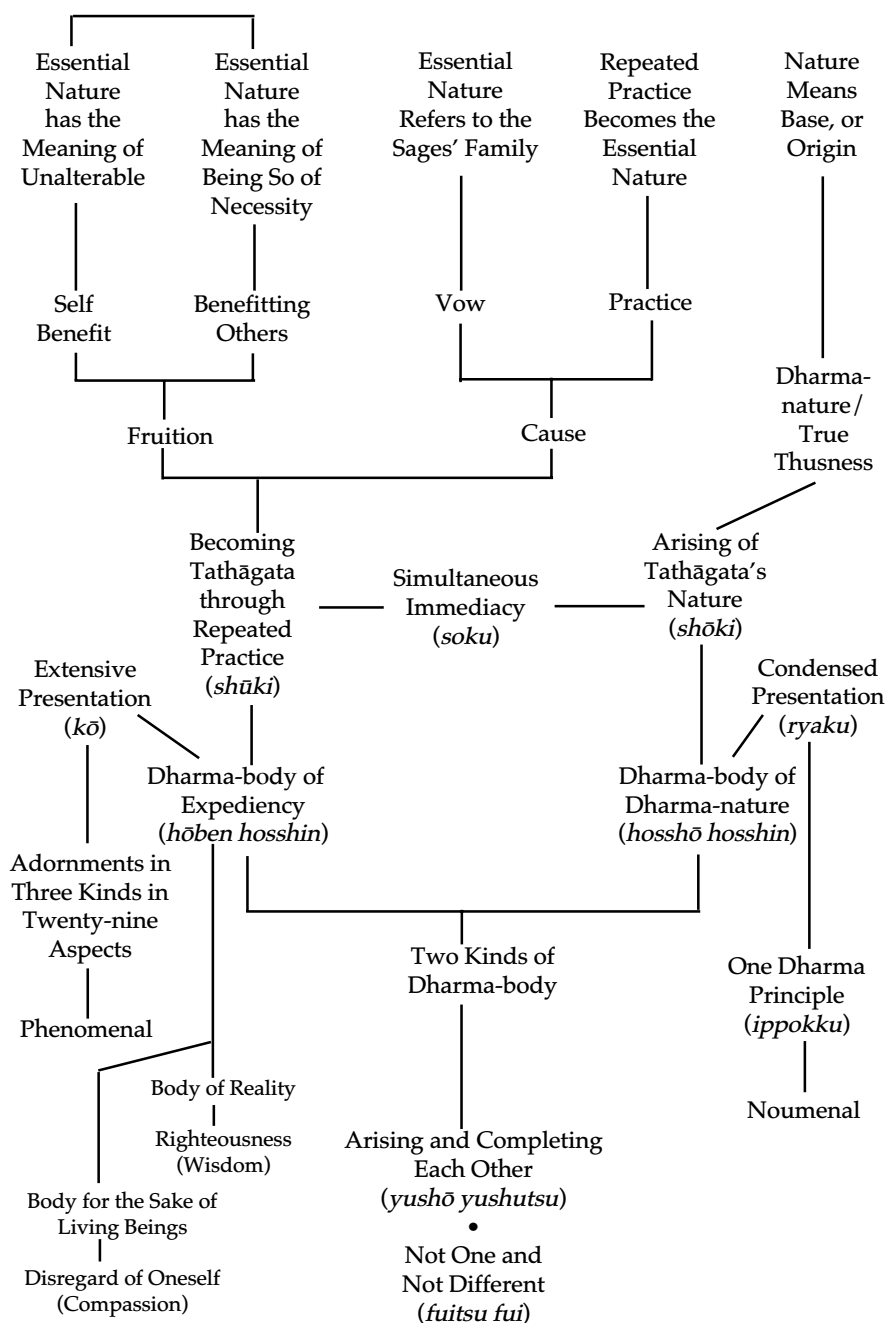 Essential
Nature
has the
Meaning of
Unalterable
Essential
Nature
has the
Meaning of
Being So of
Necessity
Essential
Nature
Refers to the
Sages’ Family
Repeated
Practice
Becomes the
Essential
Nature
Nature
Means
Base, or
Origin
Self
Benefit
Benefitting
Others
Vow
Practice
Dharma-
nature/
True
Thusness
Fruition
Cause
Becoming
Tathāgata
through
Repeated
Practice
(shūki)
Simultaneous
Immediacy
(soku)
Arising of
Tathāgata’s
Nature
(shōki)
Extensive
Presentation
(kō)
Condensed
Presentation
(ryaku)
Dharma-body of
Expediency
(hōben hosshin)
Dharma-body of
Dharma-nature
(hosshō hosshin)
Adornments in
Three Kinds in
Twenty-nine
Aspects
Two Kinds of
Dharma-body
One Dharma
Principle
(ippokku)
Phenomenal
Body of Reality
Noumenal
Righteousness
(Wisdom)
Arising and Completing
Each Other
(yushō yushutsu)
•
Not One and
Not Different
(fuitsu fui)
Body for the Sake of
Living Beings
Disregard of Oneself
(Compassion)